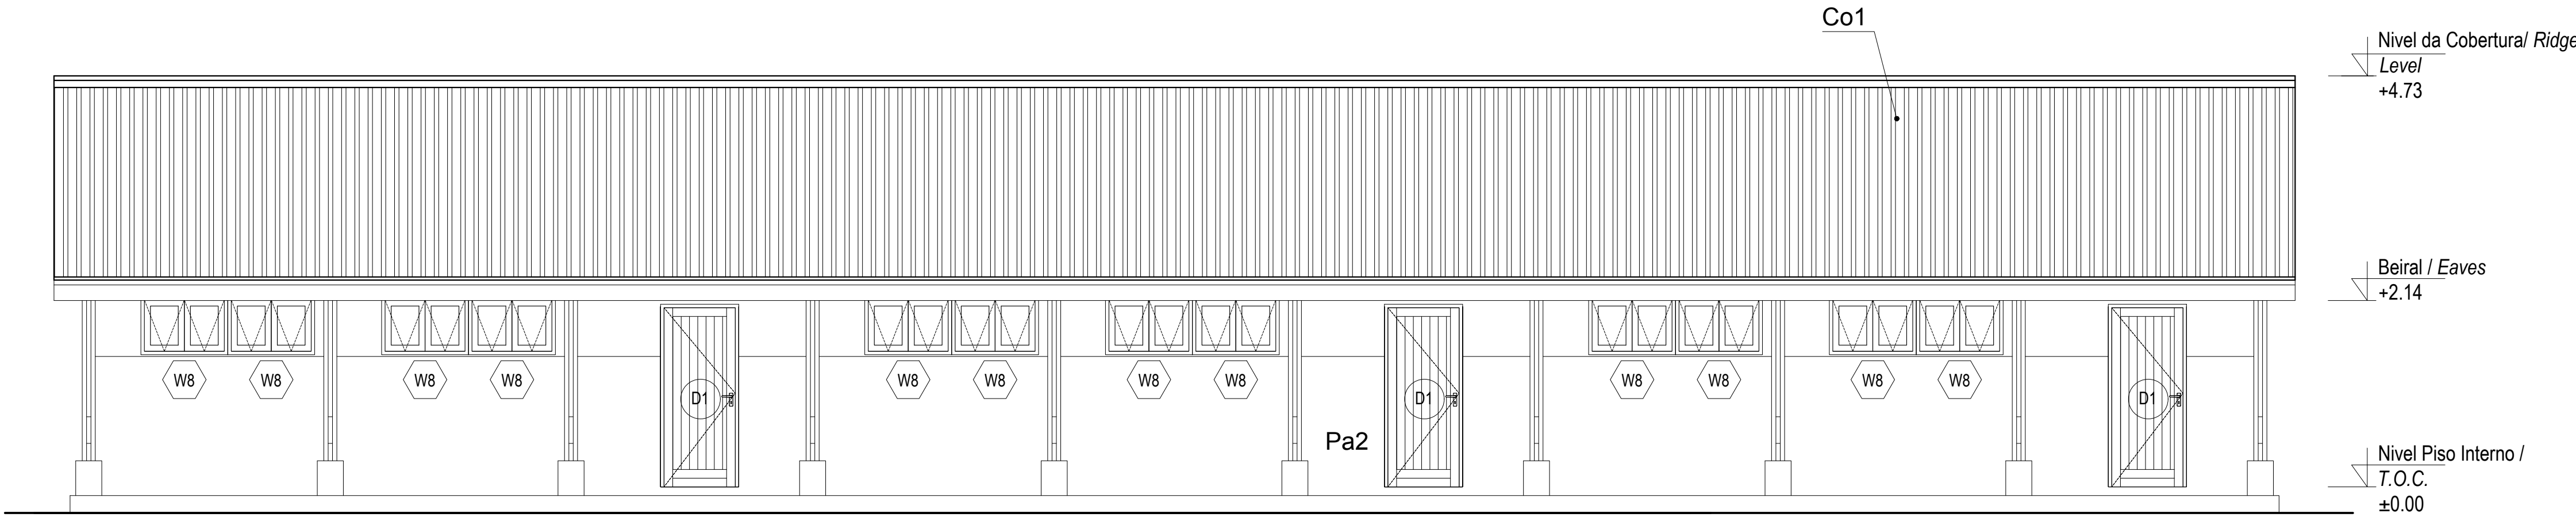 Co1
Nivel da Cobertura/ Ridge
Level
+4.73
Beiral / Eaves
+2.14
W8 W8 W8 W8 W8 W8 W8 W8 W8 W8 W8 W8
D1 D1 D1
Pa2
Nivel Piso Interno /
T.O.C.
±0.00